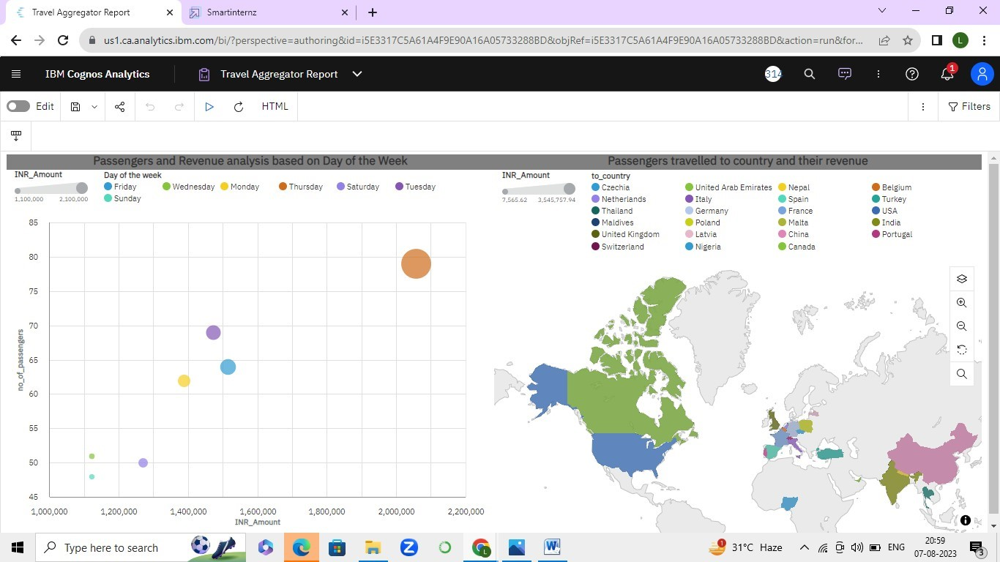 Travel Aggregator Report
Smartinternz
us1.ca.analytics.ibm.com/bi/?perspective=authoring&id=i5E3317C5A61A4F9E90A16A05733288BD&objRef=i5E3317C5A61A4F9E90A16A05733288BD&action=run&for...
L
IBM Cognos Analytics
Travel Aggregator Report
314
1
Edit
HTML
Filters
Passengers and Revenue analysis based on Day of the Week
INR_Amount
1,100,000 2,100,000
Day of the week
Friday Wednesday Monday Thursday Saturday Tuesday
Sunday
85
80
75
70
65
60
55
50
45
no_of_passengers
1,000,000 1,200,000 1,400,000 1,600,000 1,800,000 2,000,000 2,200,000
INR_Amount
Passengers travelled to country and their revenue
INR_Amount
7,565.62 3,545,757.94
to_country
Czechia United Arab Emirates Nepal Belgium
Netherlands Italy Spain Turkey
Thailand Germany France USA
Maldives Poland Malta India
United Kingdom Latvia China Portugal
Switzerland Nigeria Canada
Type here to search
L
W
1
31°C Haze
ENG
20:59
07-08-2023
3